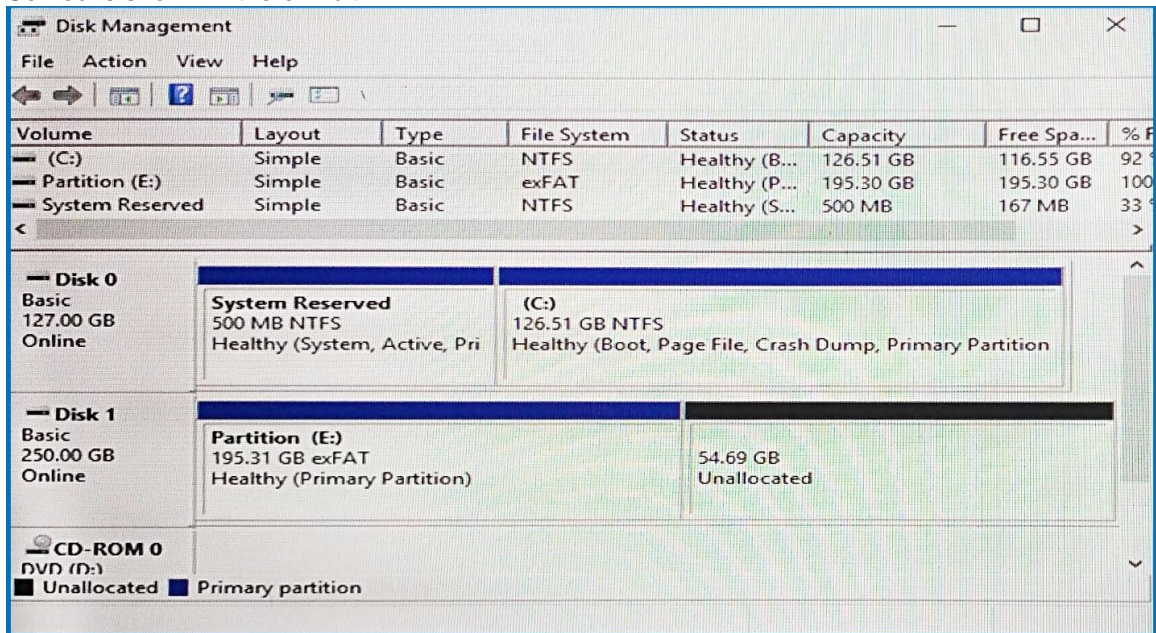 Disk Management
File Action View Help
Volume Layout Type File System Status Capacity Free Spa... % F
(C:) Simple Basic NTFS Healthy (B... 126.51 GB 116.55 GB 92
Partition (E:) Simple Basic exFAT Healthy (P... 195.30 GB 195.30 GB 100
System Reserved Simple Basic NTFS Healthy (S... 500 MB 167 MB 33
Disk 0
Basic
127.00 GB
Online
System Reserved
500 MB NTFS
Healthy (System, Active, Pri
(C:)
126.51 GB NTFS
Healthy (Boot, Page File, Crash Dump, Primary Partition
Disk 1
Basic
250.00 GB
Online
Partition (E:)
195.31 GB exFAT
Healthy (Primary Partition)
54.69 GB
Unallocated
CD-ROM 0
DVD (D:)
Unallocated Primary partition